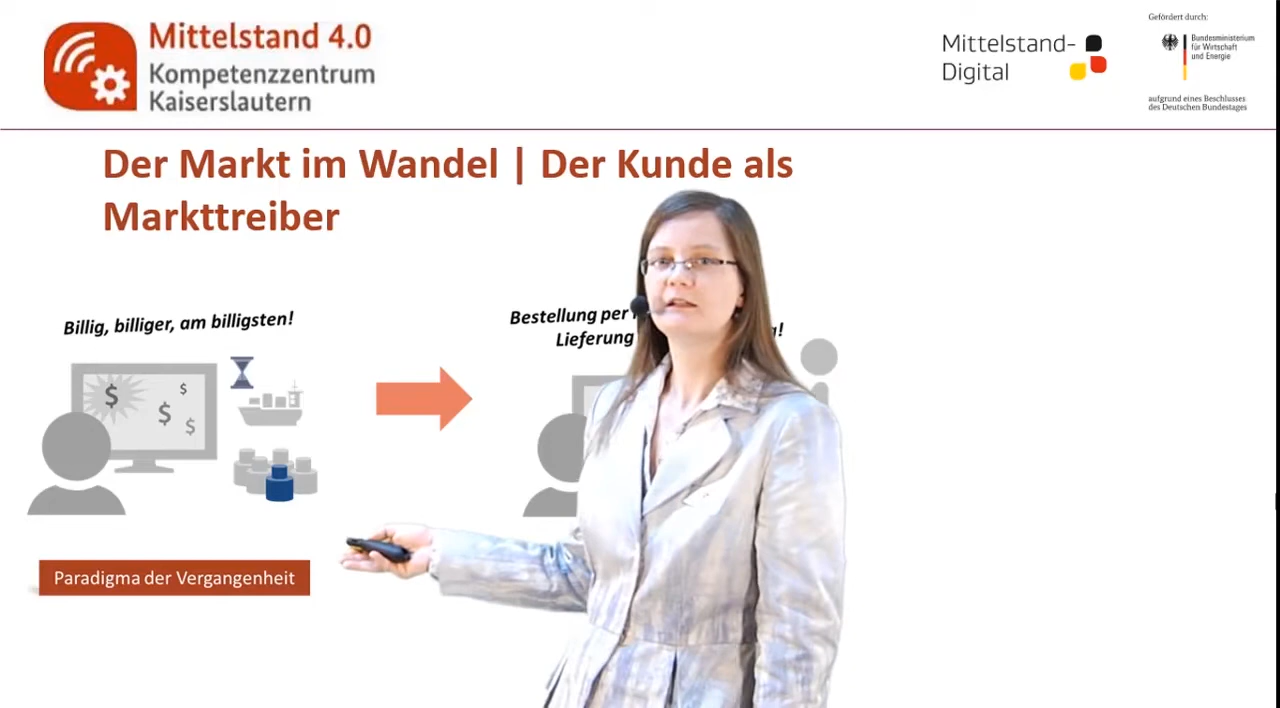 Mittelstand 4.0
Kompetenzzentrum
Kaiserslautern
Mittelstand-
Digital
Gefördert durch:
Bundesministerium
für Wirtschaft
und Energie
aufgrund eines Beschlusses
des Deutschen Bundestages
Der Markt im Wandel | Der Kunde als
Markttreiber
Billig, billiger, am billigsten!
Bestellung per
Lieferung
$ $
$ $
Paradigma der Vergangenheit